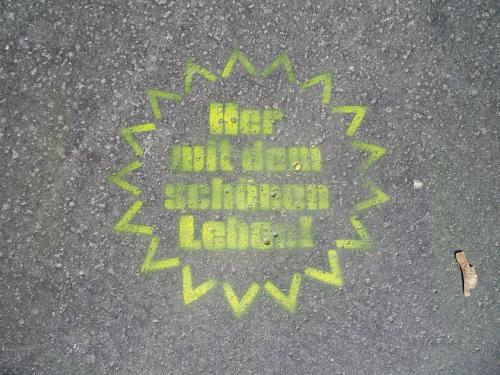 Her
mit dem
schönen
Leben!